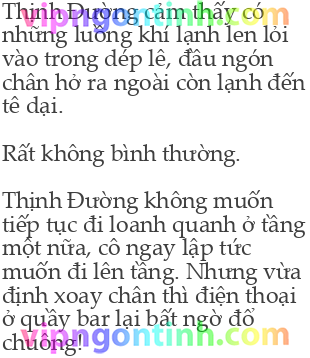 Thịnh Đường cảm thấy có
những luồng khí lạnh len lỏi
vào trong dép lê, đầu ngón
chân hở ra ngoài còn lạnh đến
tê dại.
Rất không bình thường.
Thịnh Đường không muốn
tiếp tục đi loanh quanh ở tầng
một nữa, cô ngay lập tức
muốn đi lên tầng. Nhưng vừa
định xoay chân thì điện thoại
ở quầy bar lại bất ngờ đổ
chuông!
vipngontinh.com
vipngontinh.com